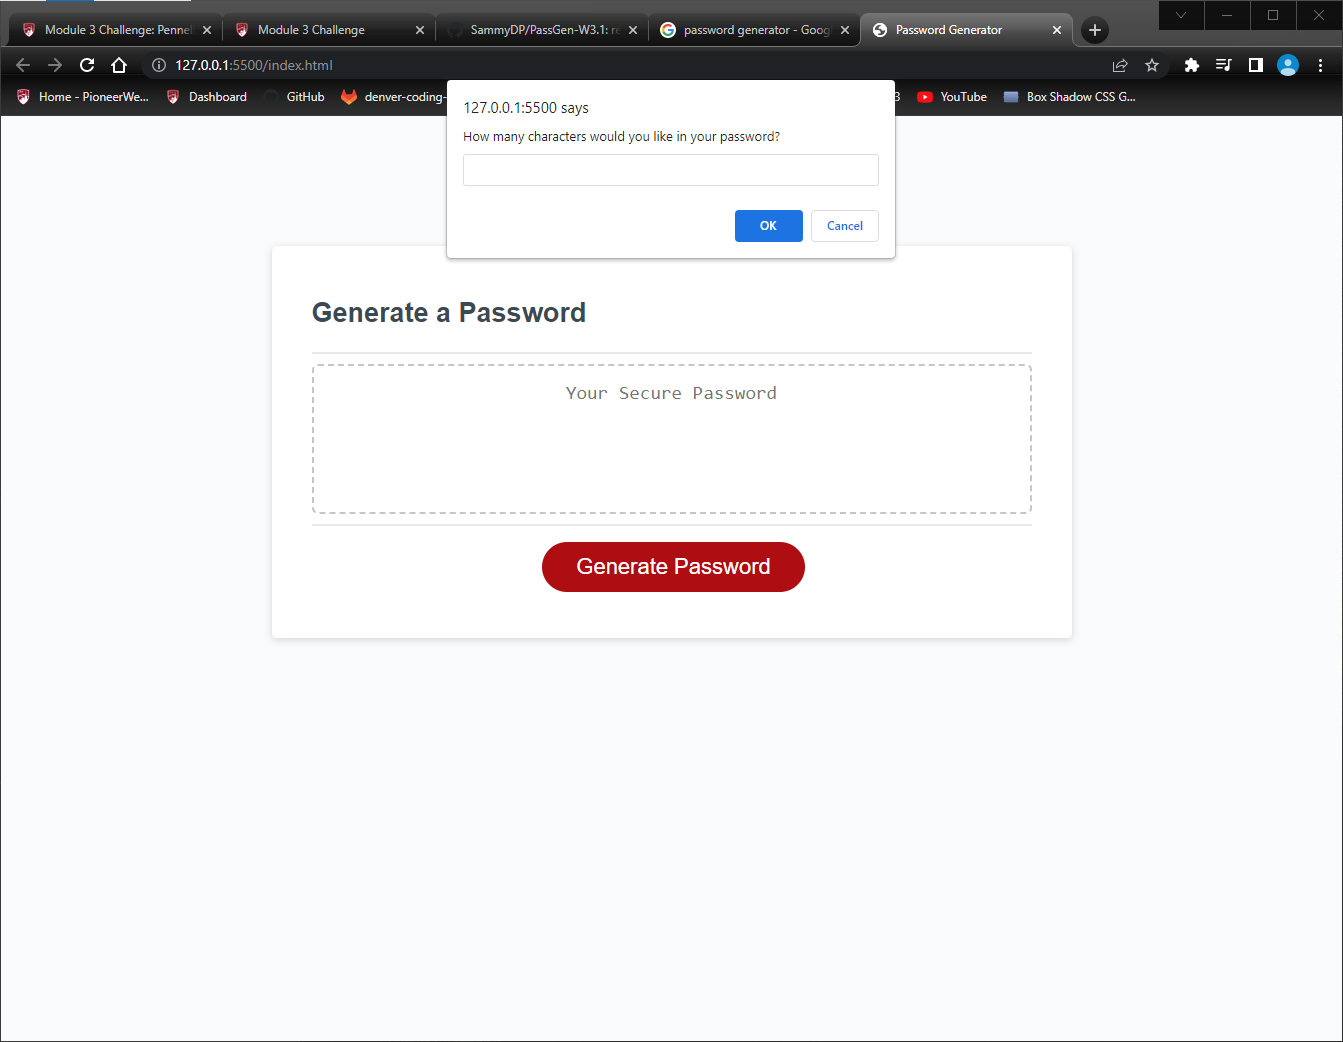 Module 3 Challenge: Pennel
Module 3 Challenge
SammyDP/PassGen-W3.1: re
password generator - Googl
Password Generator
127.0.0.1:5500/index.html
Home - PioneerWe...
Dashboard
GitHub
denver-coding-
3
YouTube
Box Shadow CSS G...
127.0.0.1:5500 says
How many characters would you like in your password?
OK
Cancel
Generate a Password
Your Secure Password
Generate Password